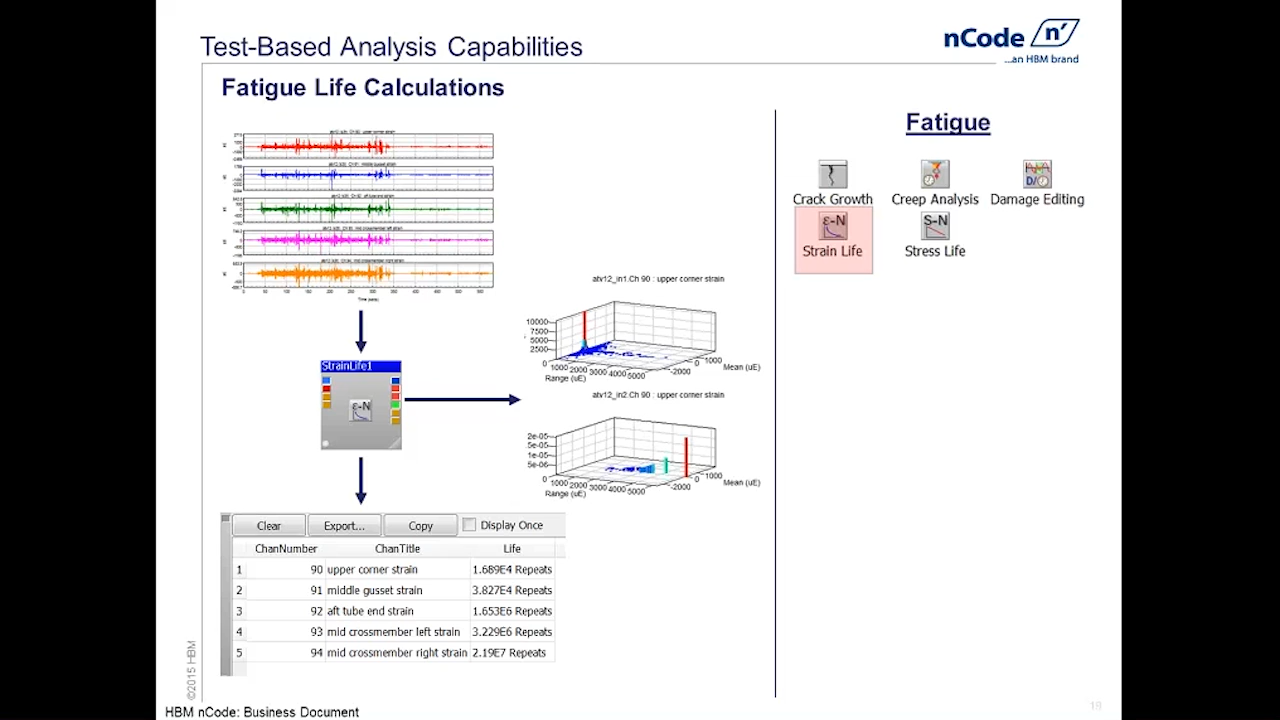 Test-Based Analysis Capabilities
nCode n'
...an HBM brand
Fatigue Life Calculations
Fatigue
Crack Growth
Creep Analysis
Damage Editing
ε-N
Strain Life
S-N
Stress Life
StrainLife1
ε-N
atv12_in1.Ch 90 : upper corner strain
10000
7500
5000
2500
0
1000 2000 3000 4000 5000
Range (uE)
-2000
0
1000
Mean (uE)
atv12_in2.Ch 90 : upper corner strain
2e-05
5e-06
0
1000 2000 3000 4000 5000
Range (uE)
-2000
0
1000
Mean (uE)
Clear Export... Copy Display Once
ChanNumber ChanTitle Life
1 90 upper corner strain 1.689E4 Repeats
2 91 middle gusset strain 3.827E4 Repeats
3 92 aft tube end strain 1.653E6 Repeats
4 93 mid crossmember left strain 3.229E6 Repeats
5 94 mid crossmember right strain 2.19E7 Repeats
©2015 HBM
HBM nCode: Business Document
19